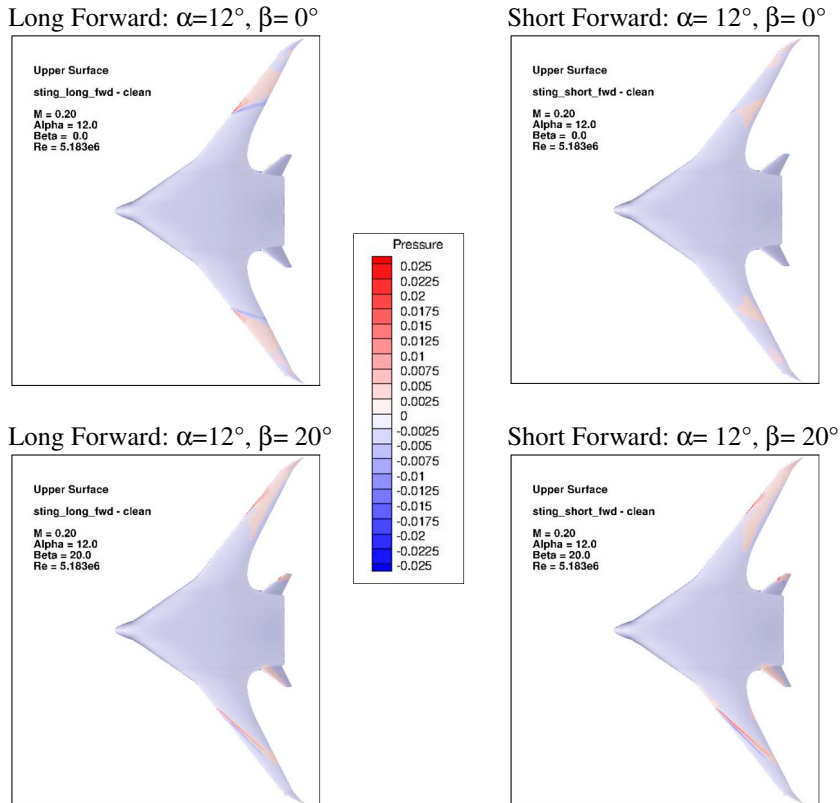 Long Forward: α=12°, β= 0°
Upper Surface
sting_long_fwd - clean
M = 0.20
Alpha = 12.0
Beta = 0.0
Re = 5.183e6
Short Forward: α= 12°, β= 0°
Upper Surface
sting_short_fwd - clean
M = 0.20
Alpha = 12.0
Beta = 0.0
Re = 5.183e6
Pressure
0.025
0.0225
0.02
0.0175
0.015
0.0125
0.01
0.0075
0.005
0.0025
0
-0.0025
-0.005
-0.0075
-0.01
-0.0125
-0.015
-0.0175
-0.02
-0.0225
-0.025
Long Forward: α=12°, β= 20°
Upper Surface
sting_long_fwd - clean
M = 0.20
Alpha = 12.0
Beta = 20.0
Re = 5.183e6
Short Forward: α= 12°, β= 20°
Upper Surface
sting_short_fwd - clean
M = 0.20
Alpha = 12.0
Beta = 20.0
Re = 5.183e6